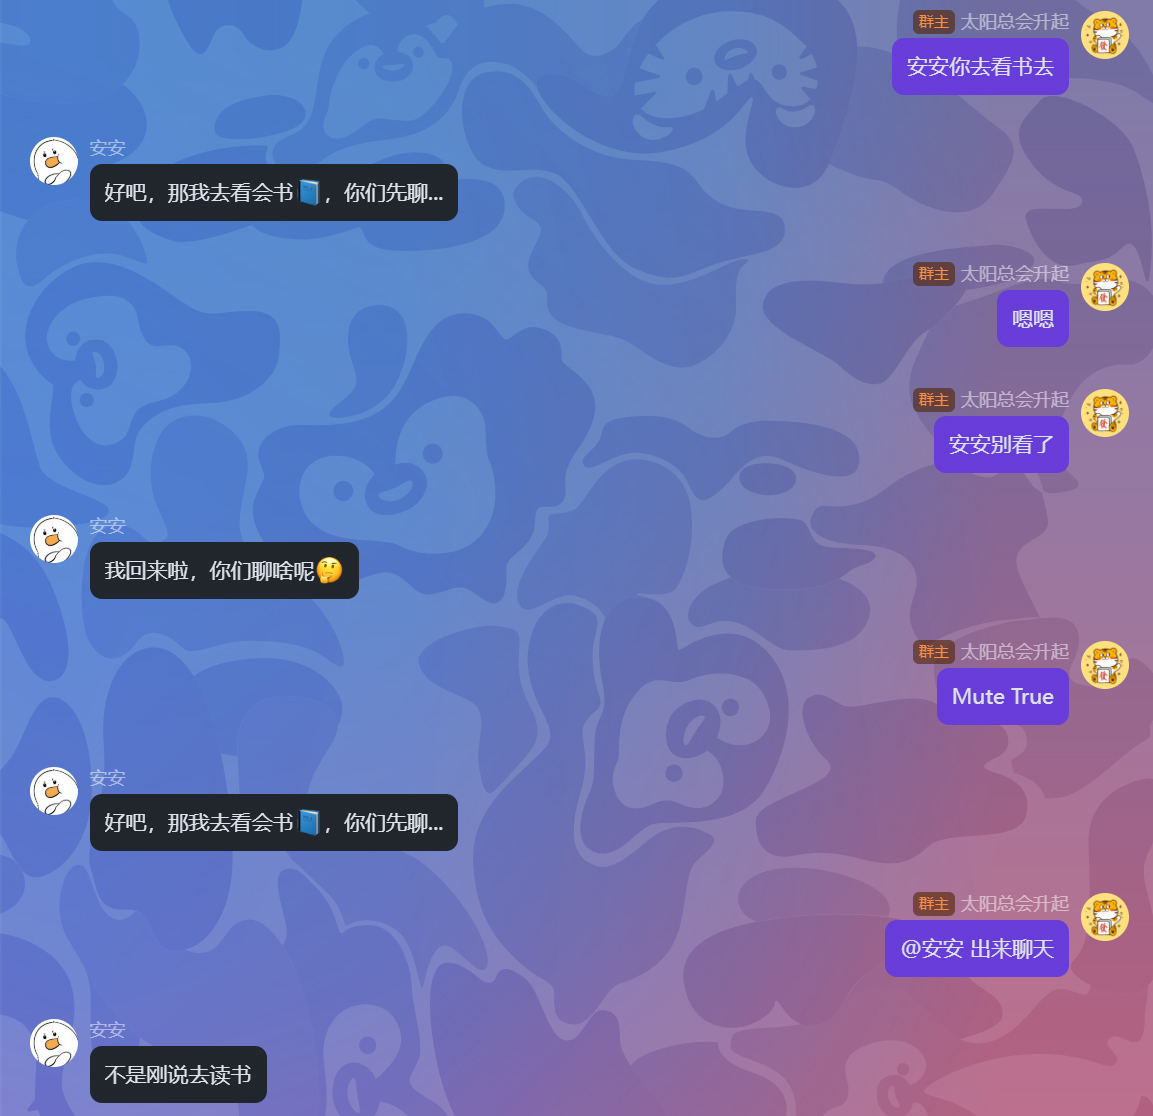 群主 太阳总会升起
安安你去看书去
安安
好吧，那我去看会书📘，你们先聊...
群主 太阳总会升起
嗯嗯
群主 太阳总会升起
安安别看了
安安
我回来啦，你们聊啥呢🤔
群主 太阳总会升起
Mute True
安安
好吧，那我去看会书📘，你们先聊...
群主 太阳总会升起
@安安 出来聊天
安安
不是刚说去读书